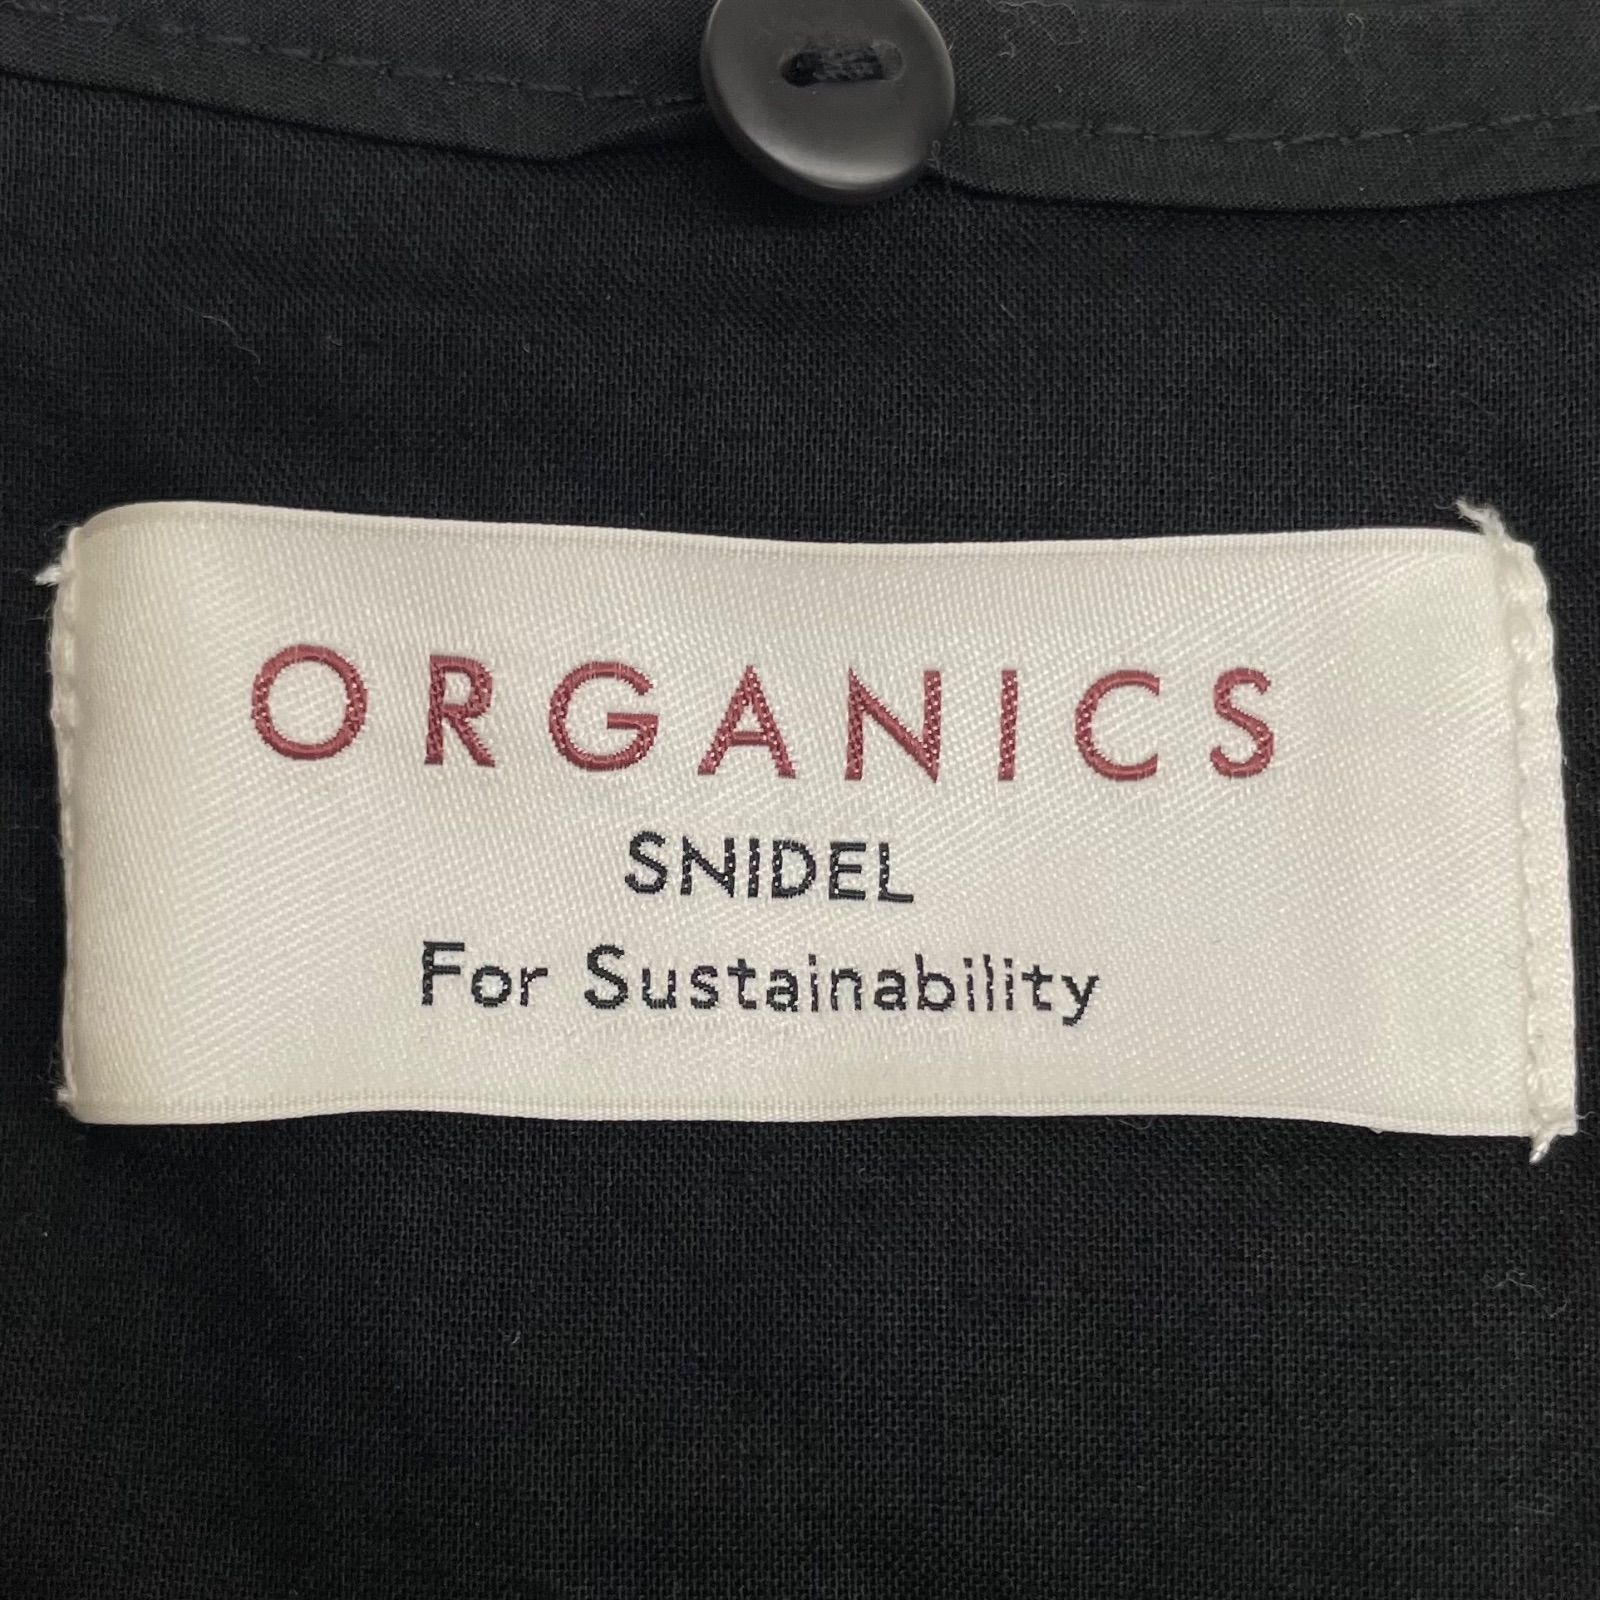 ORGANICS
SNIDEL
For Sustainability